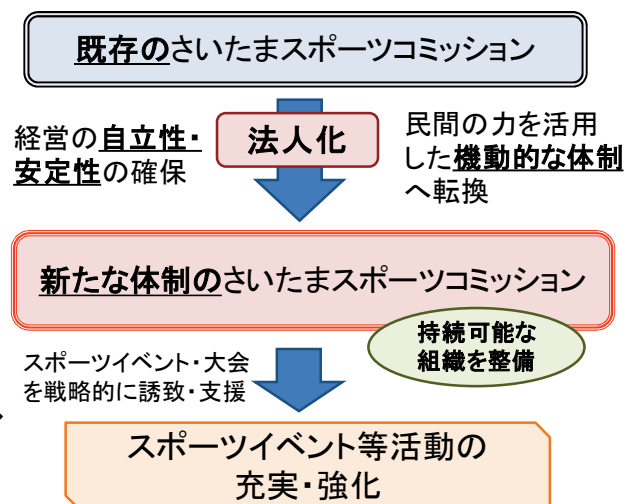 既存のさいたまスポーツコミッション
経営の自立性・
安定性の確保
法人化
民間の力を活用
した機動的な体制
へ転換
新たな体制のさいたまスポーツコミッション
持続可能な
組織を整備
スポーツイベント・大会
を戦略的に誘致・支援
スポーツイベント等活動の
充実・強化